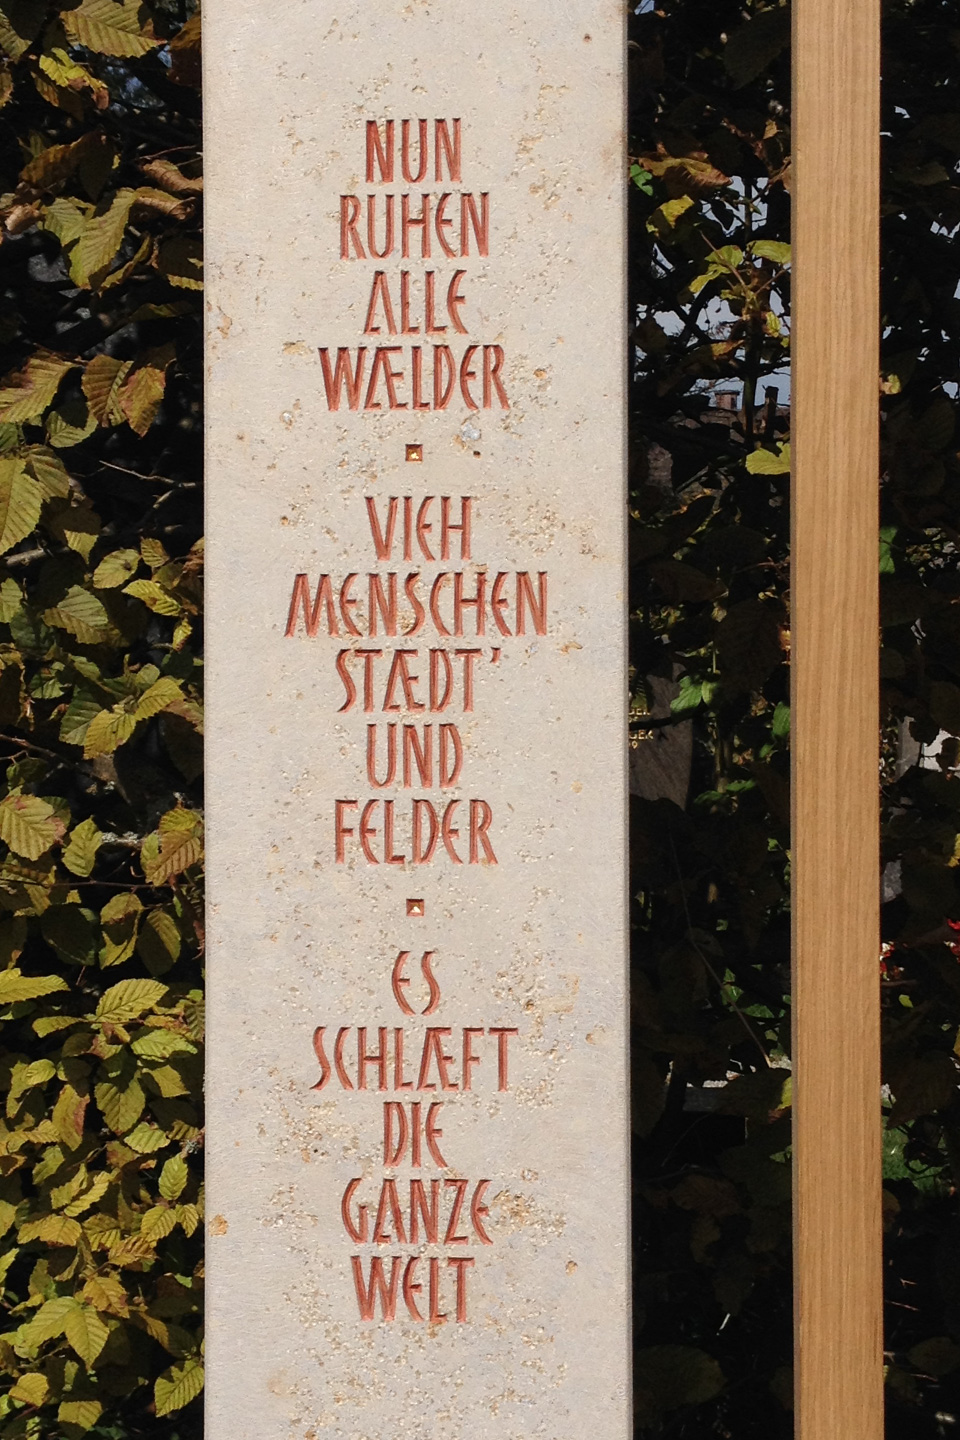 NUN
RUHEN
ALLE
WÆLDER
▪
VIEH
MENSCHEN
STÆDT'
UND
FELDER
▪
ES
SCHLÆFT
DIE
GANZE
WELT